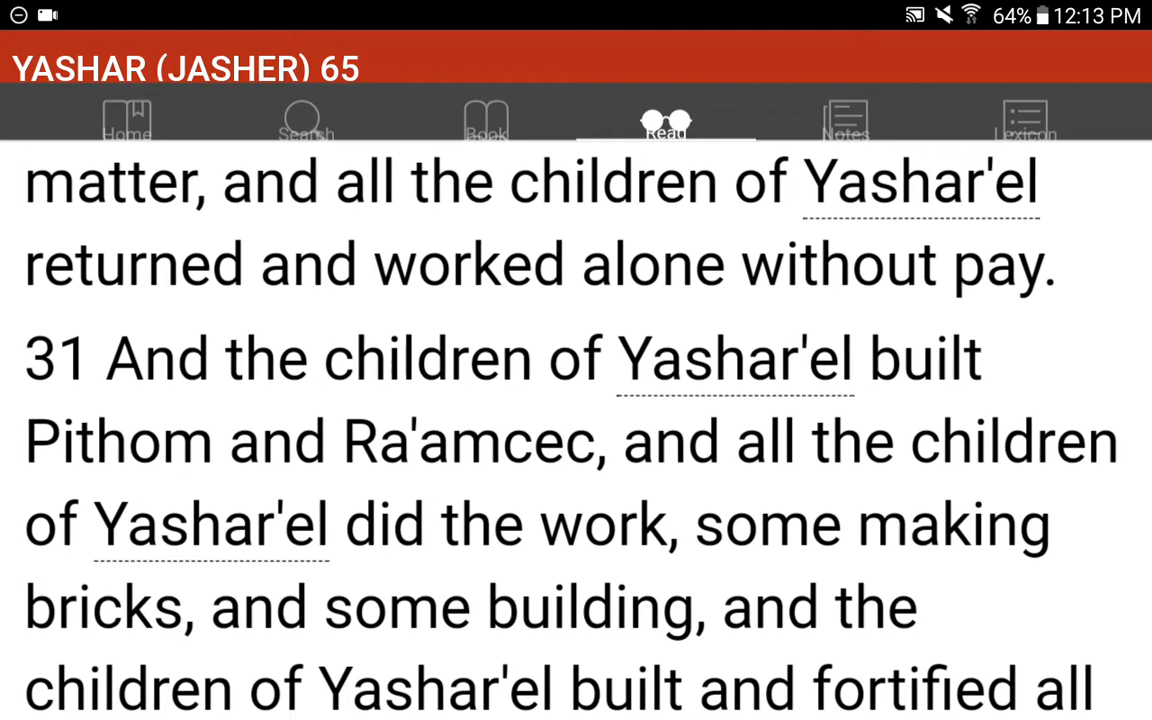 64% 12:13 PM
YASHAR (JASHER) 65
Home Search Book Read Notes Lexicon
matter, and all the children of Yashar'el
returned and worked alone without pay.
31 And the children of Yashar'el built
Pithom and Ra'amcec, and all the children
of Yashar'el did the work, some making
bricks, and some building, and the
children of Yashar'el built and fortified all